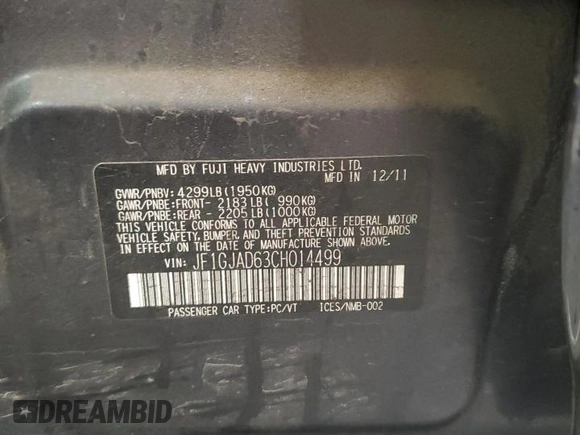 MFD BY FUJI HEAVY INDUSTRIES LTD.
MFD IN 12/11
GVWR/PNBV: 4299LB(1950KG)
GAWR/PNBE:FRONT- 2183LB( 990KG)
GAWR/PNBE:REAR - 2205LB(1000KG)
THIS VEHICLE CONFORMS TO ALL APPLICABLE FEDERAL MOTOR
VEHICLE SAFETY, BUMPER, AND THEFT PREVENTION STANDARDS
IN EFFECT ON THE DATE OF MANUFACTURE SHOWN ABOVE.
VIN: JF1GJAD63CH014499
PASSENGER CAR TYPE:PC/VT ICES/NMB-002
DREAMBID